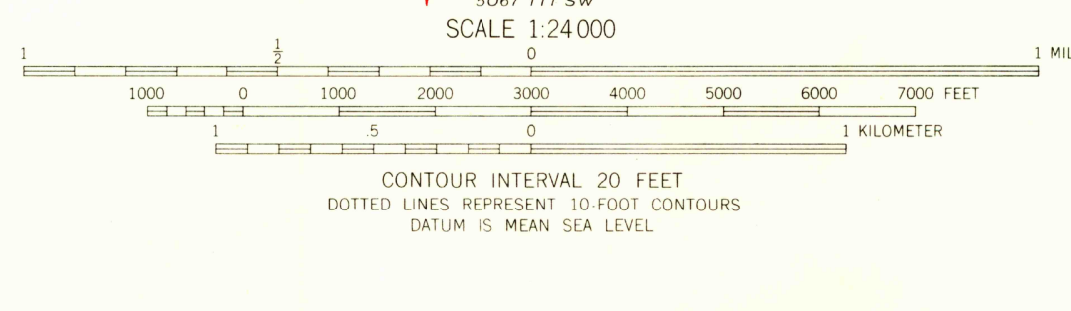 SCALE 1:24 000
1 ½ 0 1
1000 0 1000 2000 3000 4000 5000 6000 7000 FEET
1 .5 0 1 KILOMETER
CONTOUR INTERVAL 20 FEET
DOTTED LINES REPRESENT 10-FOOT CONTOURS
DATUM IS MEAN SEA LEVEL